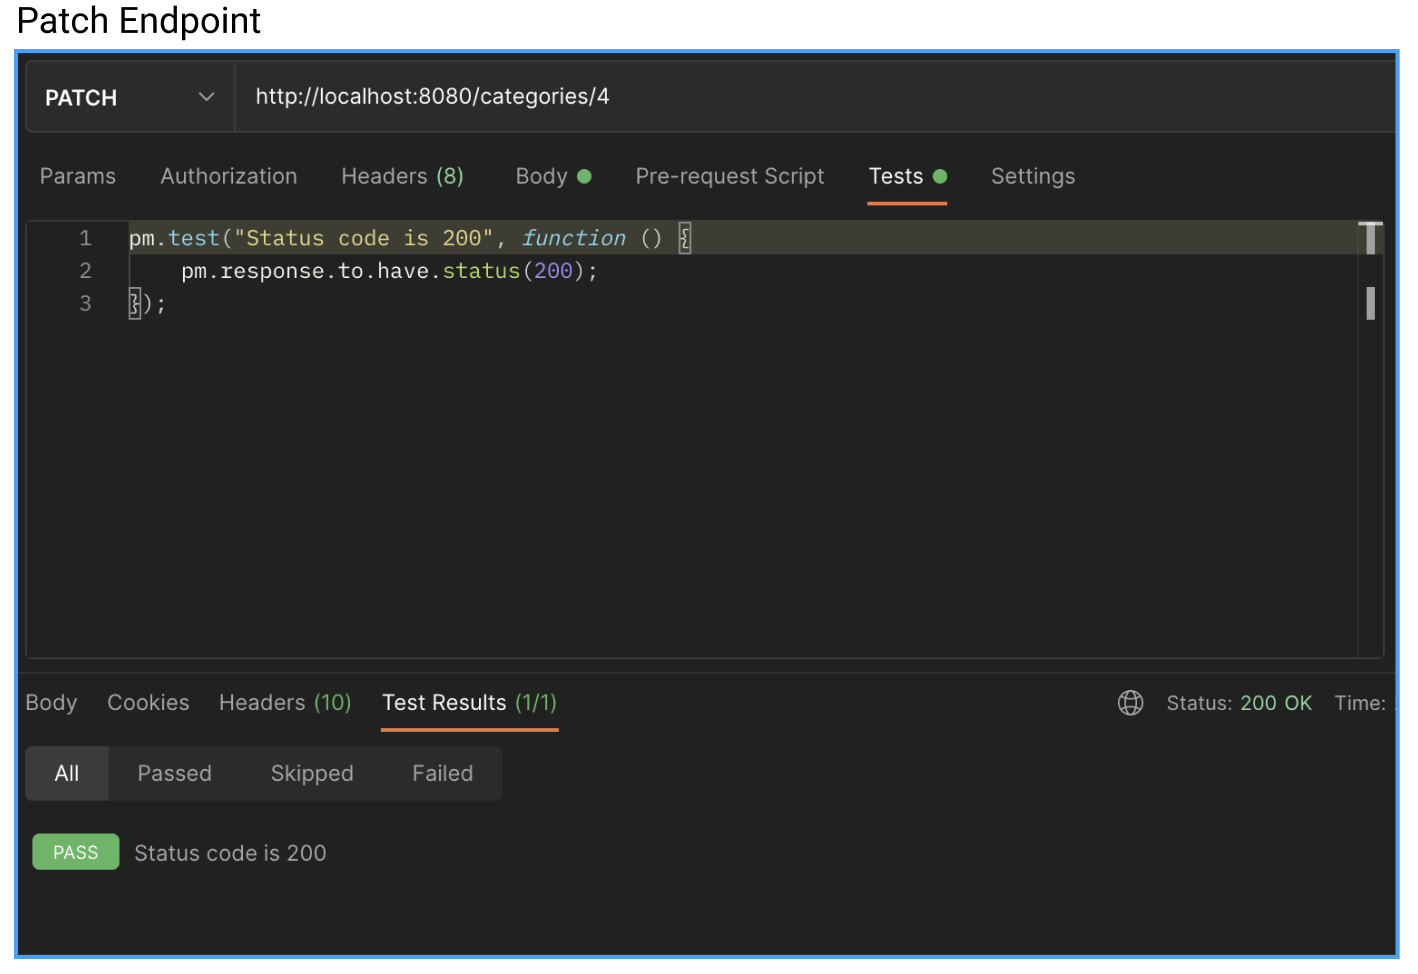 Patch Endpoint
PATCH http://localhost:8080/categories/4
Params Authorization Headers (8) Body Pre-request Script Tests Settings
1 pm.test("Status code is 200", function () {
2 pm.response.to.have.status(200);
3 });
Body Cookies Headers (10) Test Results (1/1) Status: 200 OK Time:
All Passed Skipped Failed
PASS Status code is 200